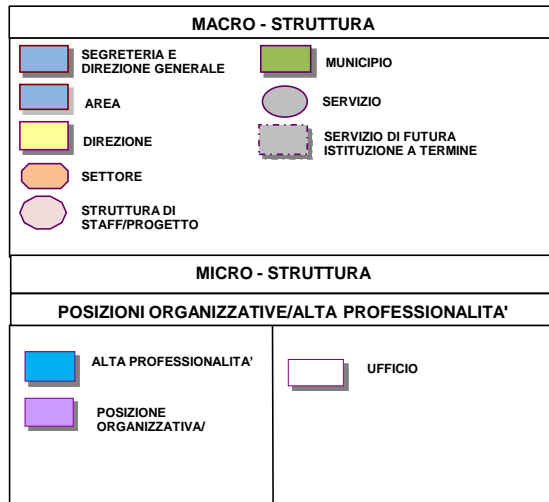 MACRO - STRUTTURA
SEGRETERIA E
DIREZIONE GENERALE
AREA
DIREZIONE
SETTORE
STRUTTURA DI
STAFF/PROGETTO
MUNICIPIO
SERVIZIO
SERVIZIO DI FUTURA
ISTITUZIONE A TERMINE
MICRO - STRUTTURA
POSIZIONI ORGANIZZATIVE/ALTA PROFESSIONALITA'
ALTA PROFESSIONALITA’
POSIZIONE
ORGANIZZATIVA/
UFFICIO